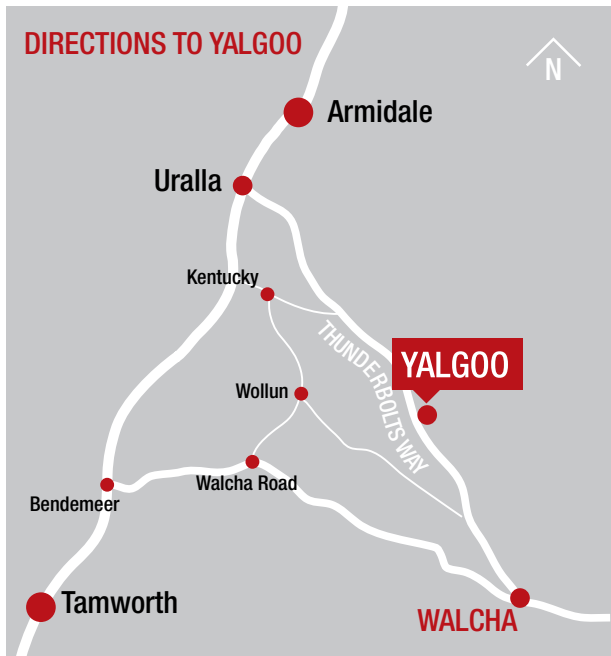 DIRECTIONS TO YALGOO
N
Armidale
Uralla
Kentucky
THUNDERBOLTS WAY
YALGOO
Wollun
Walcha Road
Bendemeer
Tamworth
WALCHA